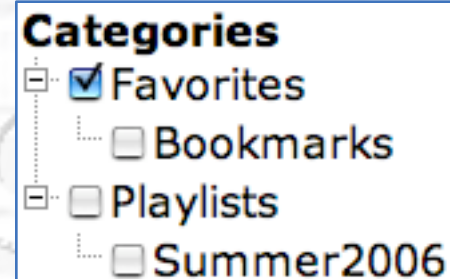 Categories
Favorites
Bookmarks
Playlists
Summer2006